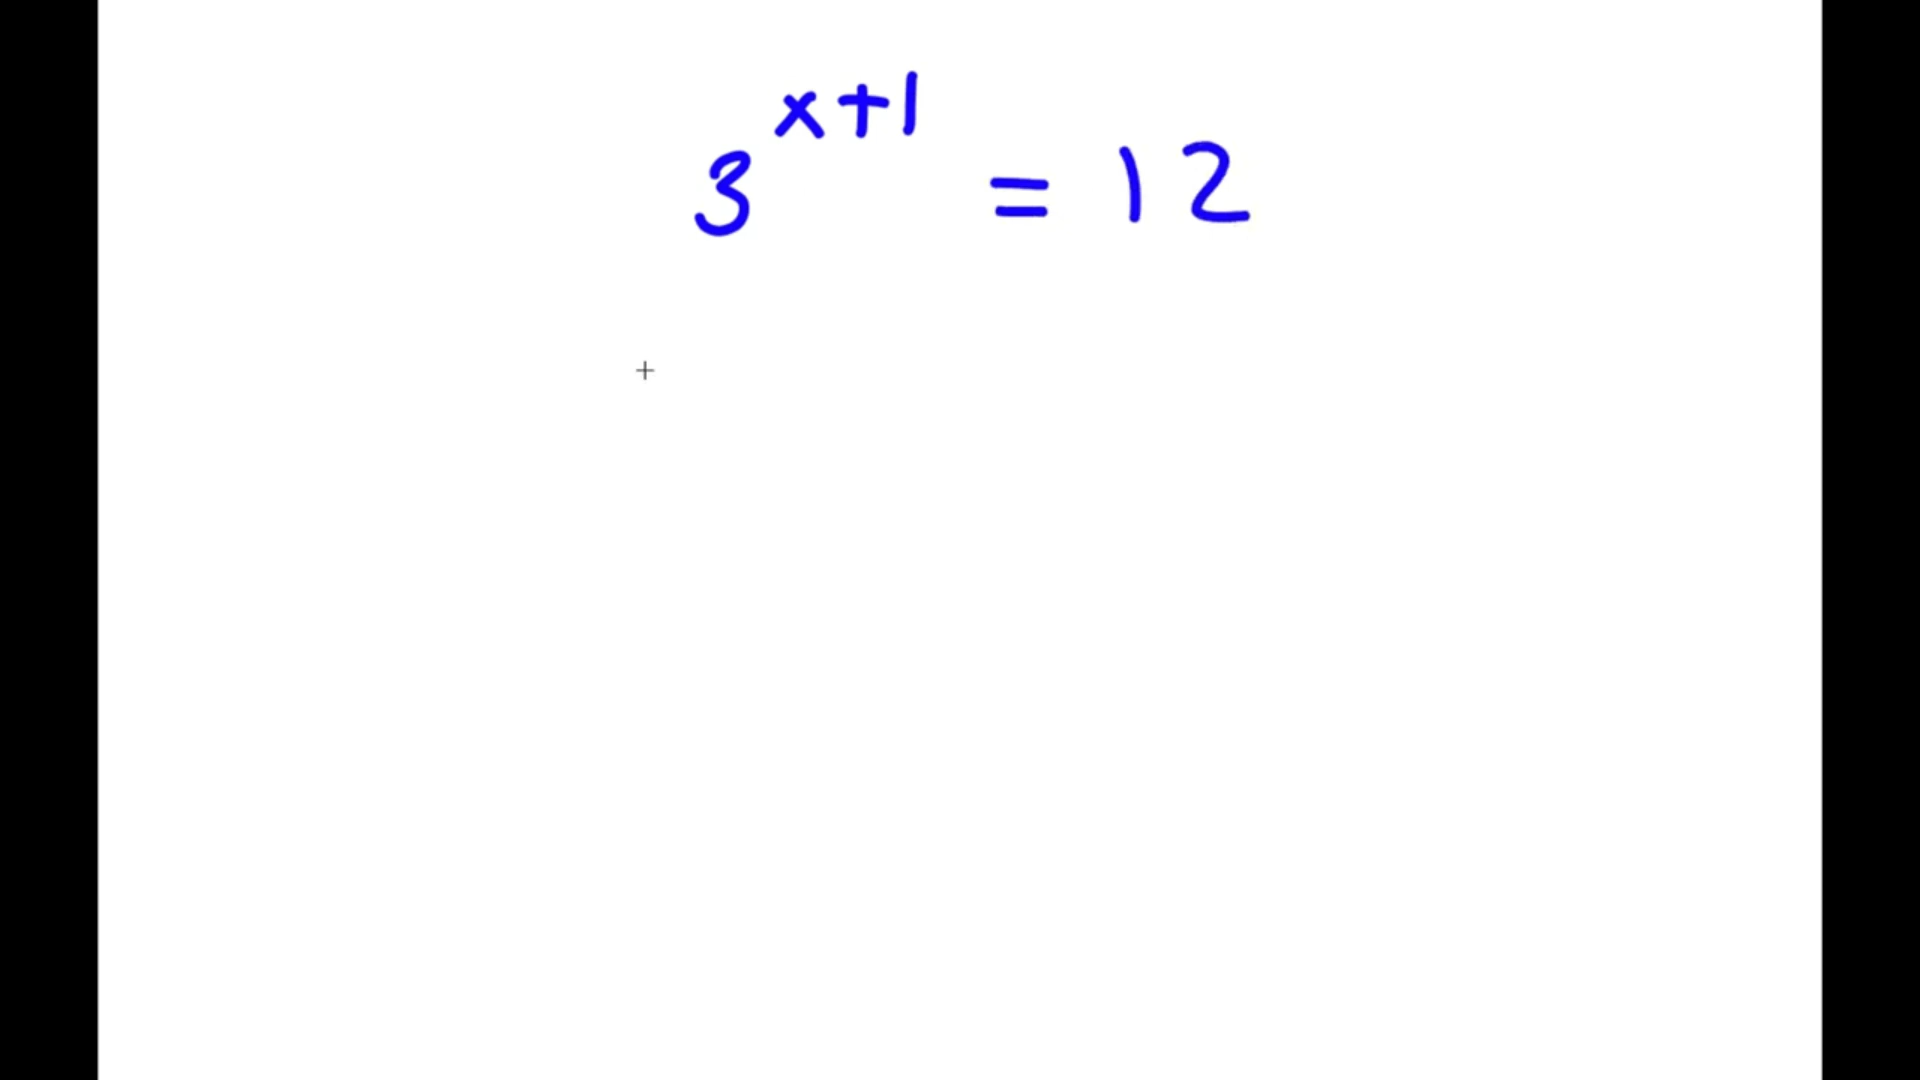 3^{x+1} = 12